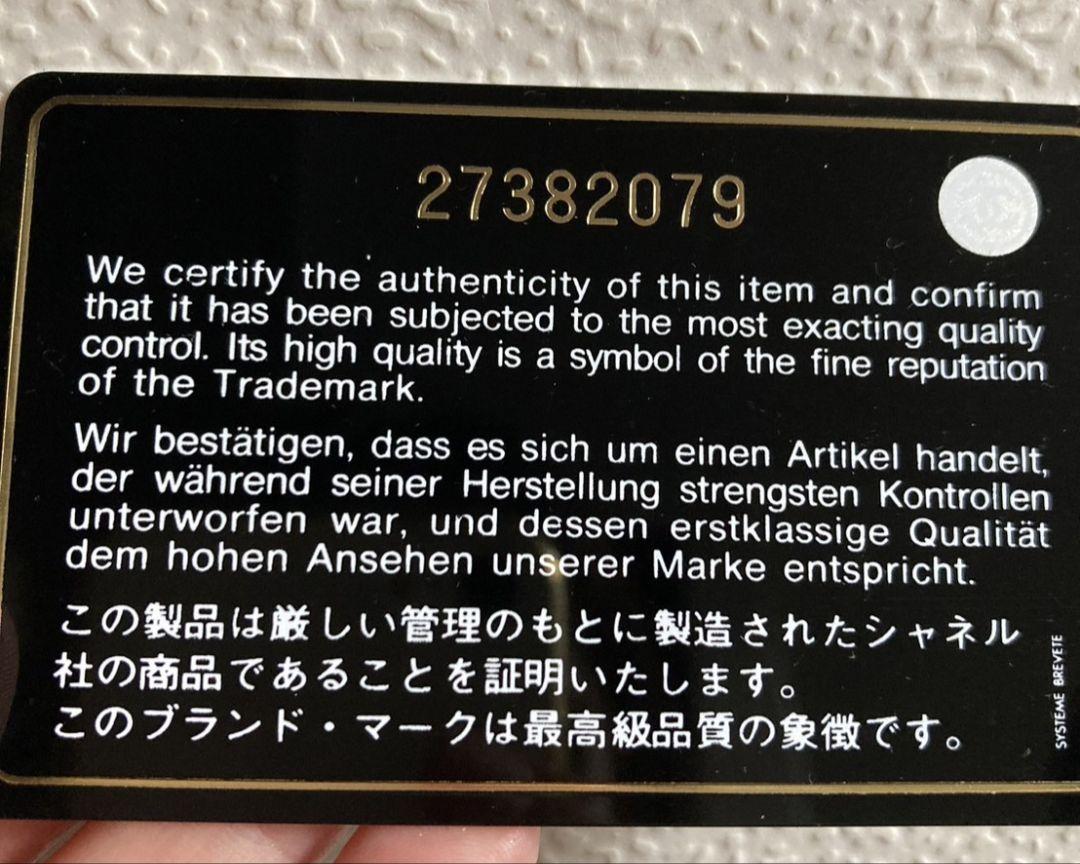 27382079
We certify the authenticity of this item and confirm
that it has been subjected to the most exacting quality
control. Its high quality is a symbol of the fine reputation
of the Trademark.
Wir bestätigen, dass es sich um einen Artikel handelt,
der während seiner Herstellung strengsten Kontrollen
unterworfen war, und dessen erstklassige Qualität
dem hohen Ansehen unserer Marke entspricht.
この製品は厳しい管理のもとに製造されたシャネル
社の商品であることを証明いたします。
このブランド・マークは最高級品質の象徴です。
SYSTEME BREVETE